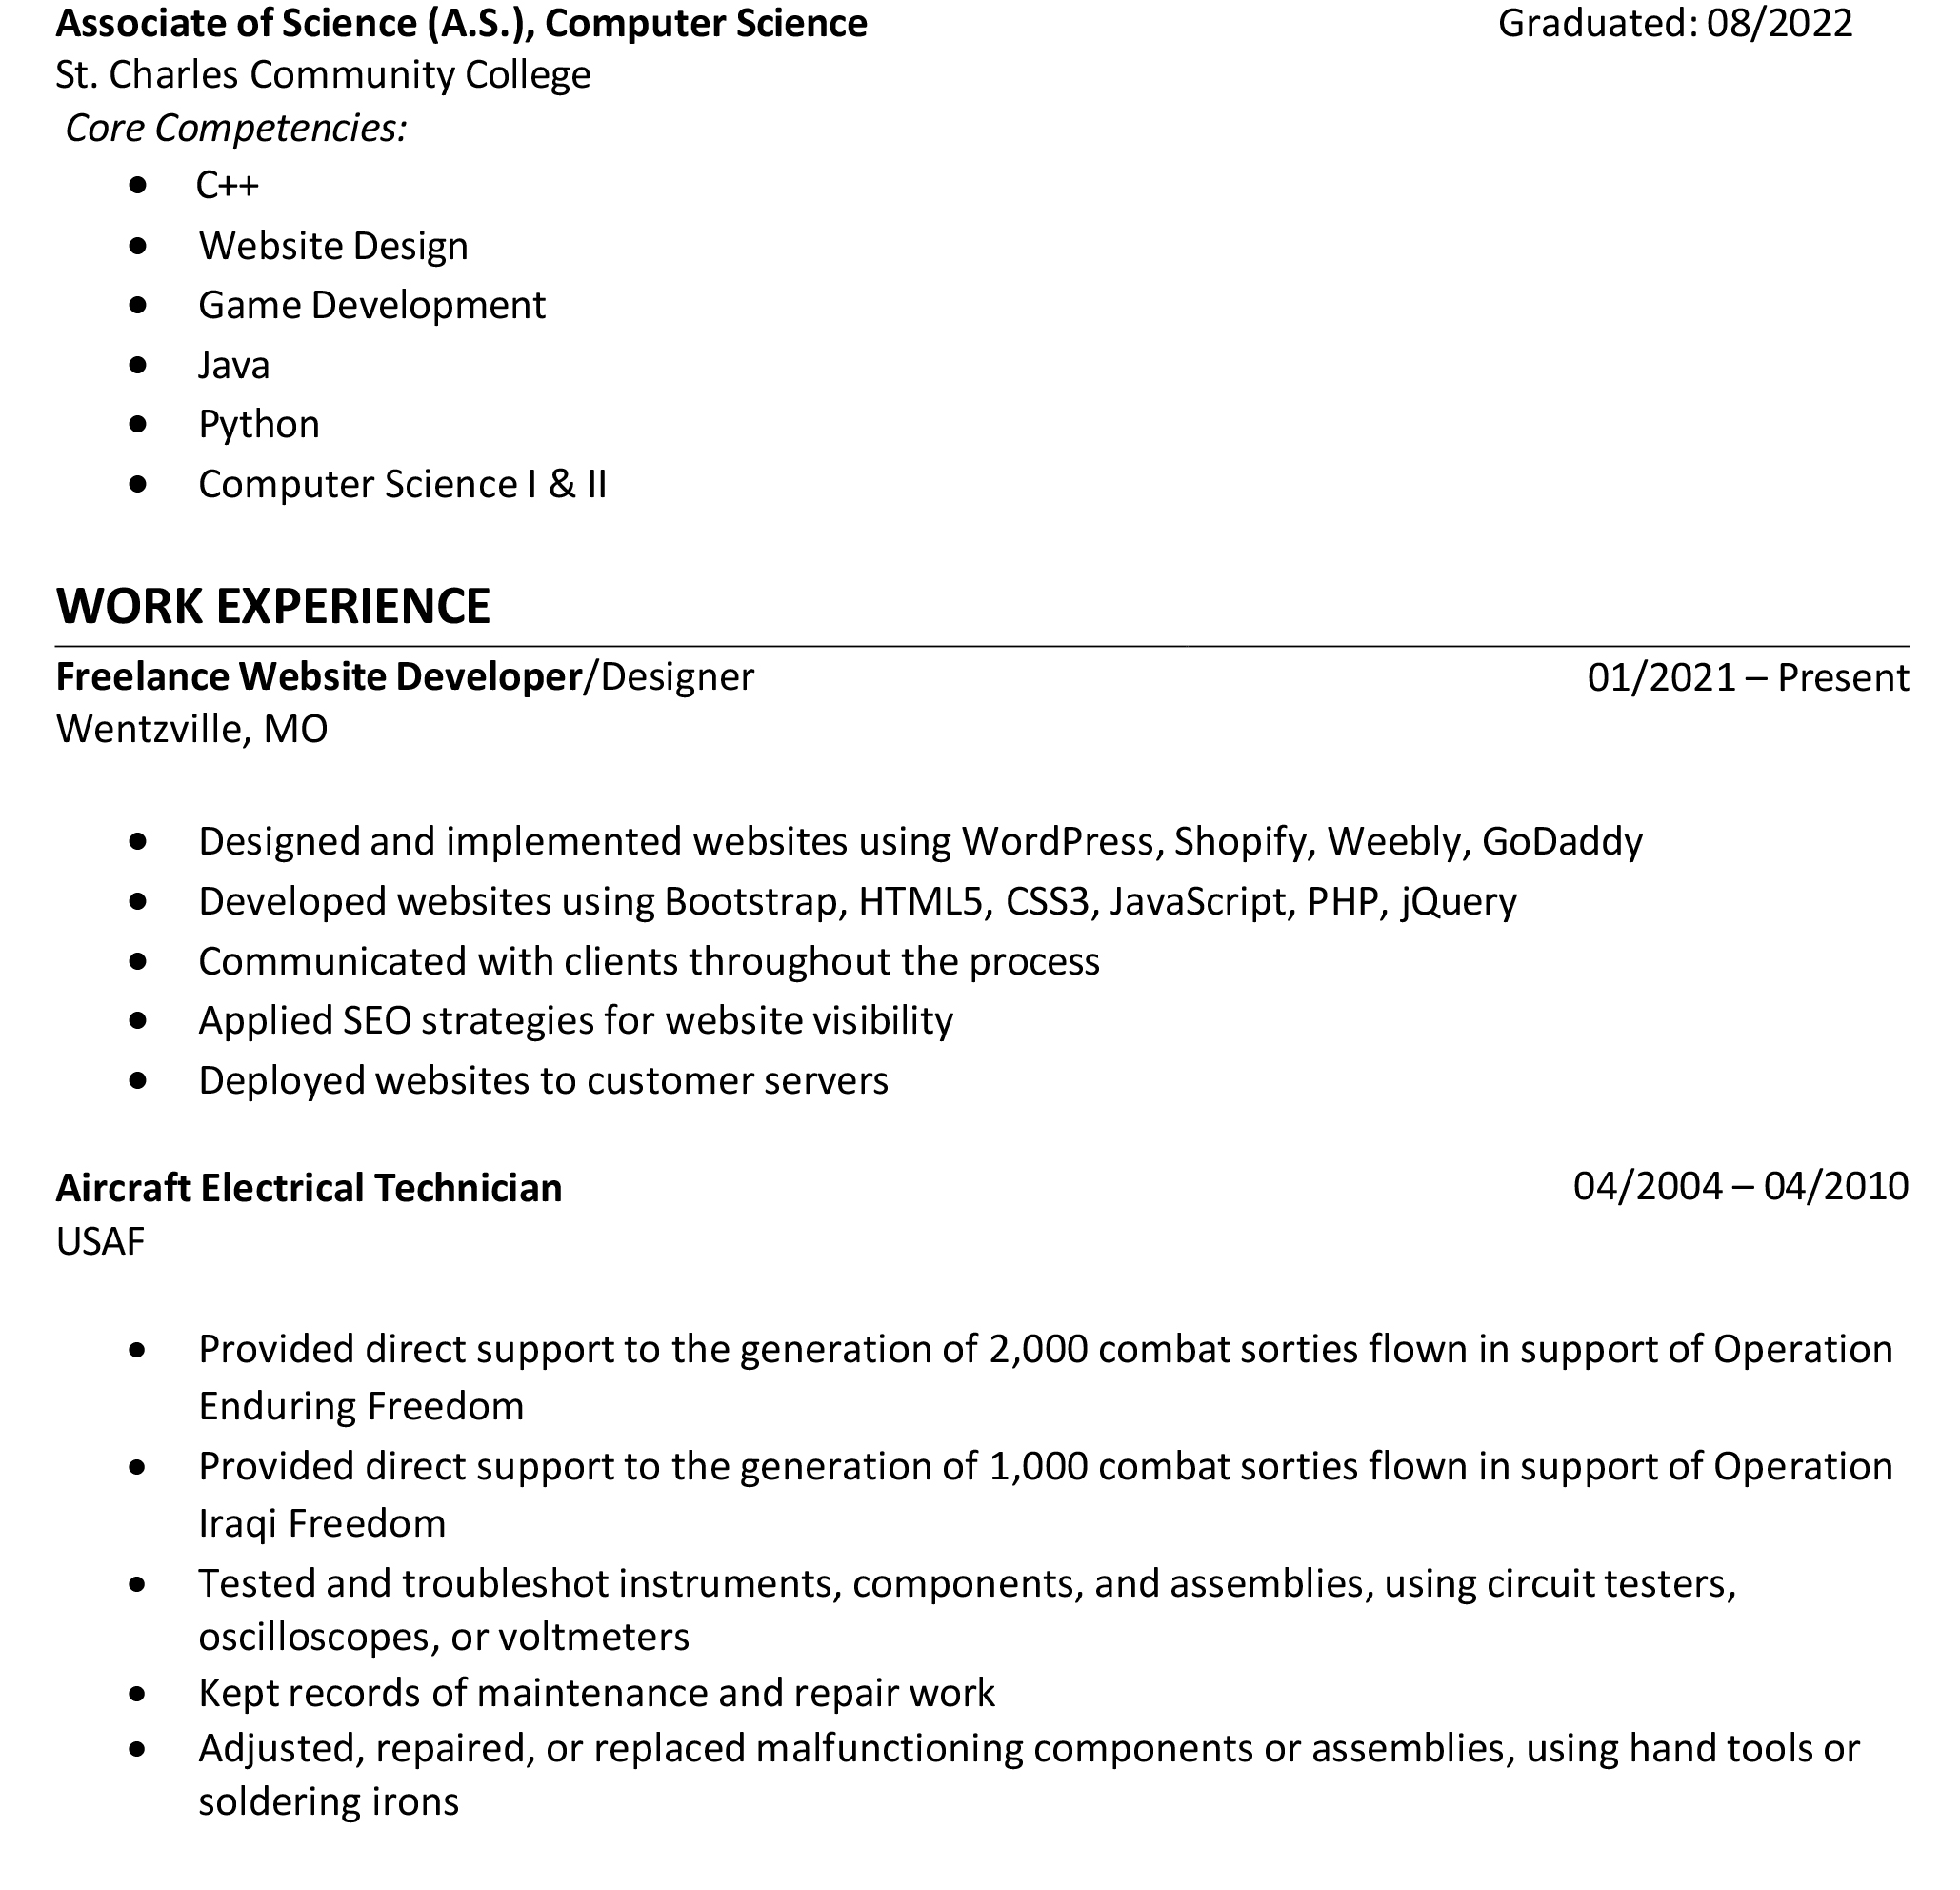 Associate of Science (A.S.), Computer Science Graduated: 08/2022
St. Charles Community College
Core Competencies:
● C++
● Website Design
● Game Development
● Java
● Python
● Computer Science I & II
WORK EXPERIENCE
Freelance Website Developer/Designer 01/2021 – Present
Wentzville, MO
● Designed and implemented websites using WordPress, Shopify, Weebly, GoDaddy
● Developed websites using Bootstrap, HTML5, CSS3, JavaScript, PHP, jQuery
● Communicated with clients throughout the process
● Applied SEO strategies for website visibility
● Deployed websites to customer servers
Aircraft Electrical Technician 04/2004 – 04/2010
USAF
● Provided direct support to the generation of 2,000 combat sorties flown in support of Operation
Enduring Freedom
● Provided direct support to the generation of 1,000 combat sorties flown in support of Operation
Iraqi Freedom
● Tested and troubleshot instruments, components, and assemblies, using circuit testers,
oscilloscopes, or voltmeters
● Kept records of maintenance and repair work
● Adjusted, repaired, or replaced malfunctioning components or assemblies, using hand tools or
soldering irons